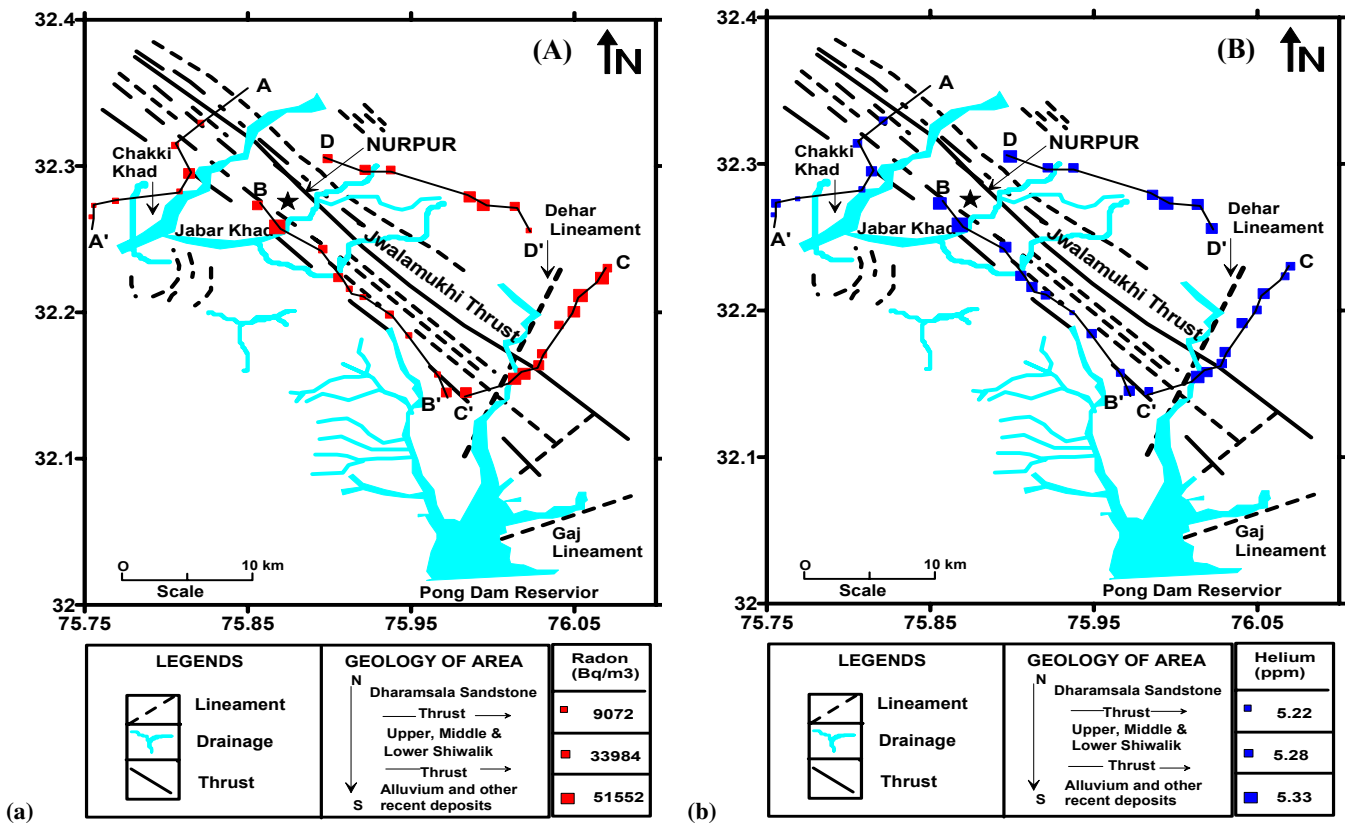 32.4
(A)
N
A
D
NURPUR
Chakki
Khad
32.3
B
Dehar
Lineament
A'
Jabar Khad
D'
C
Jwalamukhi Thrust
32.2
B'
C'
32.1
Gaj
Lineament
O 10 km
Scale
Pong Dam Reservior
32
75.75 75.85 75.95 76.05
LEGENDS
Lineament
Drainage
Thrust
GEOLOGY OF AREA
N
Dharamsala Sandstone
Thrust
Upper, Middle &
Lower Shiwalik
Thrust
Alluvium and other
recent deposits
S
Radon
(Bq/m3)
9072
33984
51552
(a)
32.4
(B)
N
A
D
NURPUR
Chakki
Khad
32.3
B
Dehar
Lineament
A'
Jabar Khad
D'
C
Jwalamukhi Thrust
32.2
B'
C'
32.1
Gaj
Lineament
O 10 km
Scale
Pong Dam Reservior
32
75.75 75.85 75.95 76.05
LEGENDS
Lineament
Drainage
Thrust
GEOLOGY OF AREA
N
Dharamsala Sandstone
Thrust
Upper, Middle &
Lower Shiwalik
Thrust
Alluvium and other
recent deposits
S
Helium
(ppm)
5.22
5.28
5.33
(b)